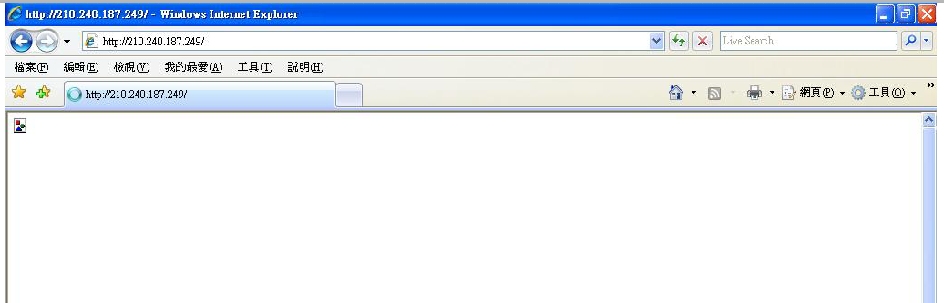 http://210.240.187.249/ - Windows Internet Explorer
http://210.240.187.249/
Live Search
檔案(F) 編輯(E) 檢視(V) 我的最愛(A) 工具(T) 說明(H)
http://210.240.187.249/
網頁(P) 工具(O)